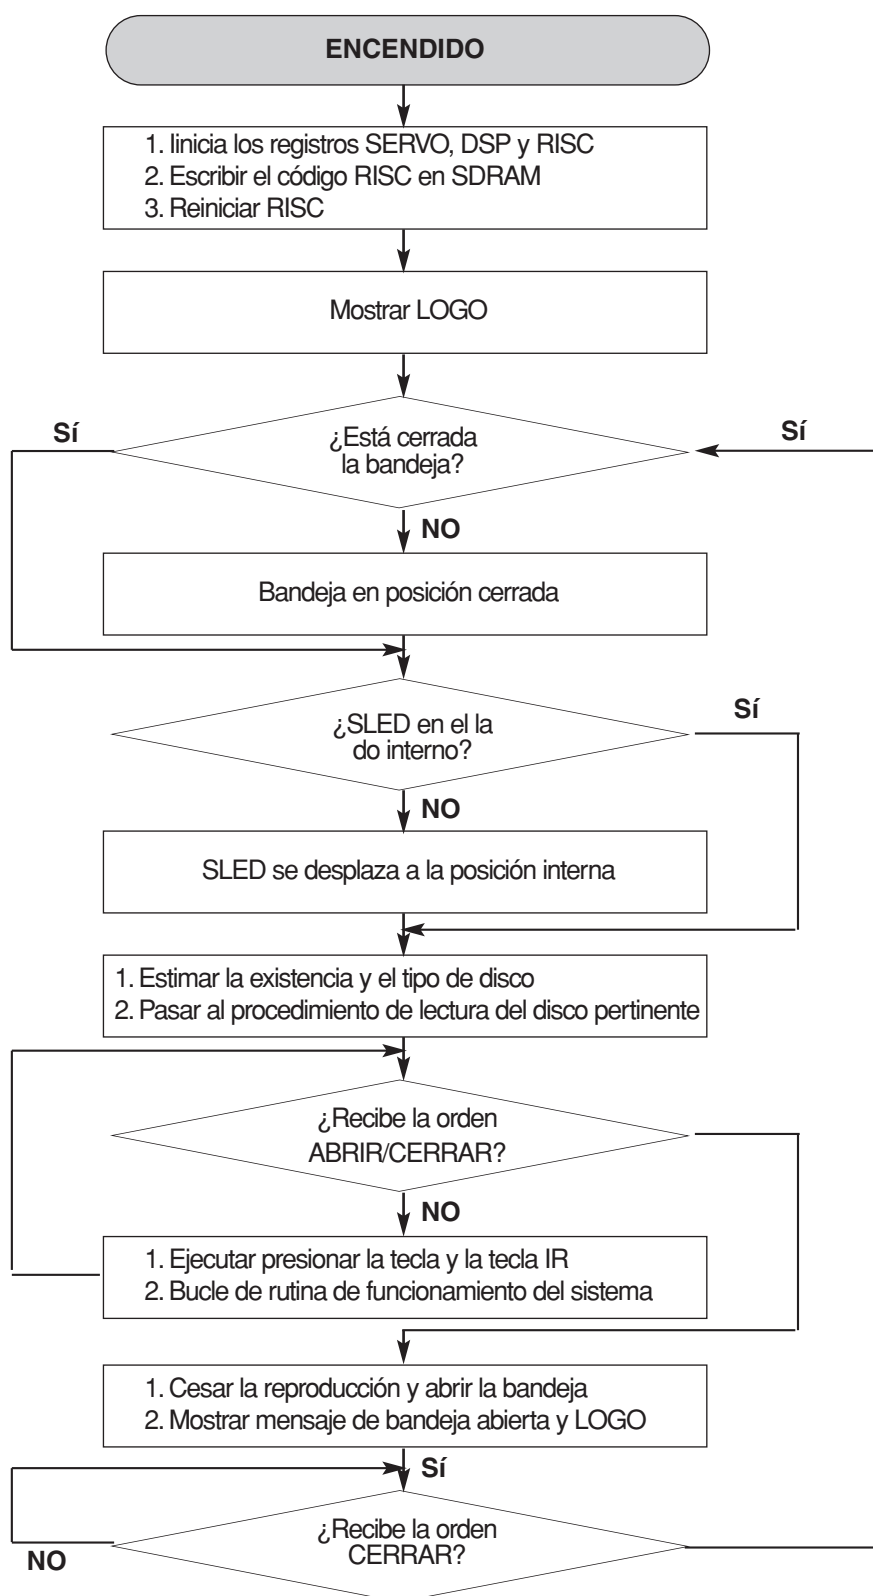 ENCENDIDO
1. Iinicia los registros SERVO, DSP y RISC
2. Escribir el código RISC en SDRAM
3. Reiniciar RISC
Mostrar LOGO
Sí
¿Está cerrada
la bandeja?
Sí
NO
Bandeja en posición cerrada
¿SLED en el la
do interno?
Sí
NO
SLED se desplaza a la posición interna
1. Estimar la existencia y el tipo de disco
2. Pasar al procedimiento de lectura del disco pertinente
¿Recibe la orden
ABRIR/CERRAR?
NO
1. Ejecutar presionar la tecla y la tecla IR
2. Bucle de rutina de funcionamiento del sistema
1. Cesar la reproducción y abrir la bandeja
2. Mostrar mensaje de bandeja abierta y LOGO
Sí
¿Recibe la orden
CERRAR?
NO